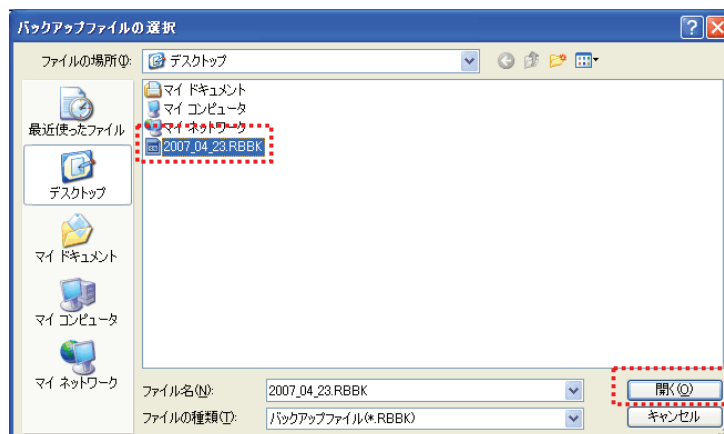 バックアップファイルの選択
ファイルの場所(I):
デスクトップ
マイ ドキュメント
マイ コンピュータ
マイ ネットワーク
2007_04_23.RBBK
最近使ったファイル
デスクトップ
マイ ドキュメント
マイ コンピュータ
マイ ネットワーク
ファイル名(N):
2007_04_23.RBBK
開く(O)
ファイルの種類(T):
バックアップファイル(*.RBBK)
キャンセル